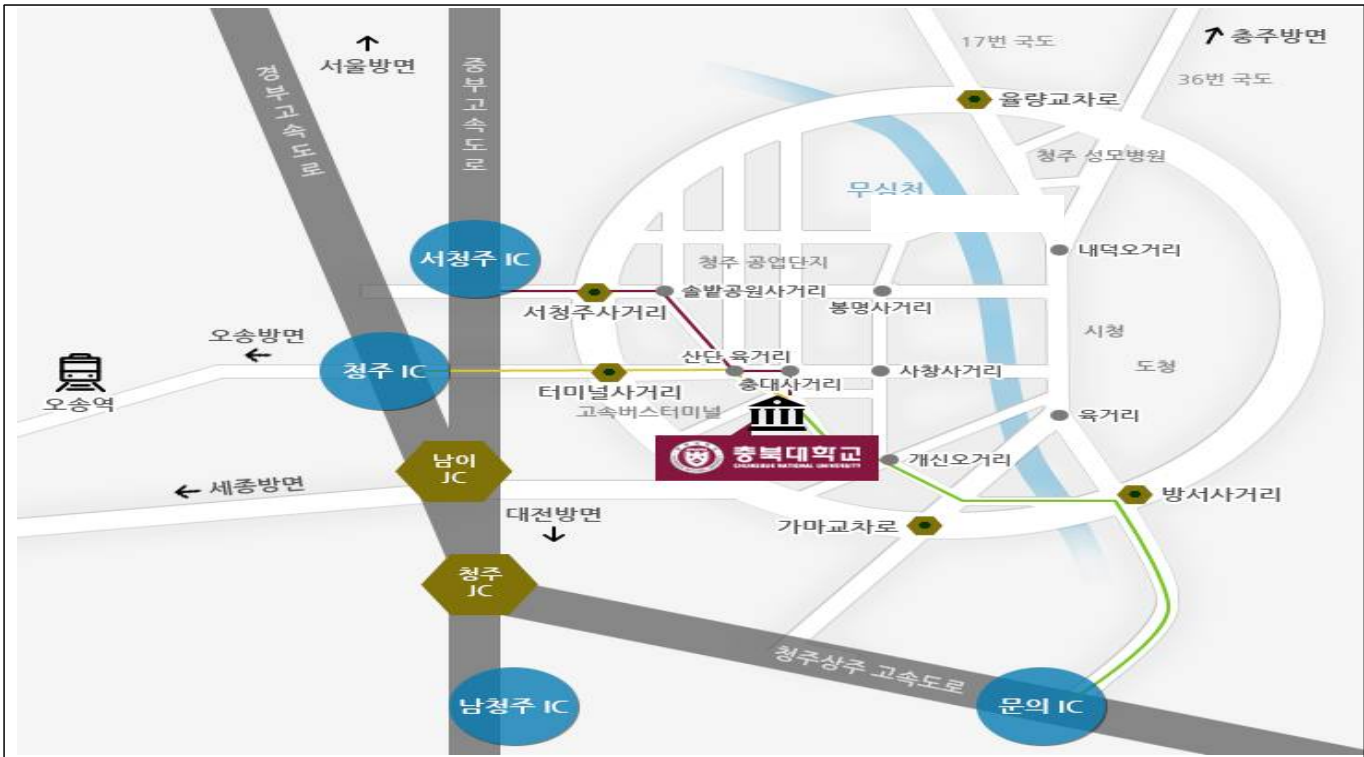 17번 국도
충주방면
서울방면
경부고속도로
중부고속도로
36번 국도
율량교차로
청주 성모병원
무심천
서청주 IC
내덕오거리
청주 공업단지
솔밭공원사거리
서청주사거리
봉명사거리
오송방면
시청
산단 육거리
도청
청주 IC
사창사거리
충대사거리
터미널사거리
오송역
고속버스터미널
육거리
충북대학교
CHUNGBUK NATIONAL UNIVERSITY
개신오거리
남이
JC
세종방면
방서사거리
대전방면
가마교차로
청주
JC
청주상주 고속도로
남청주 IC
문의 IC